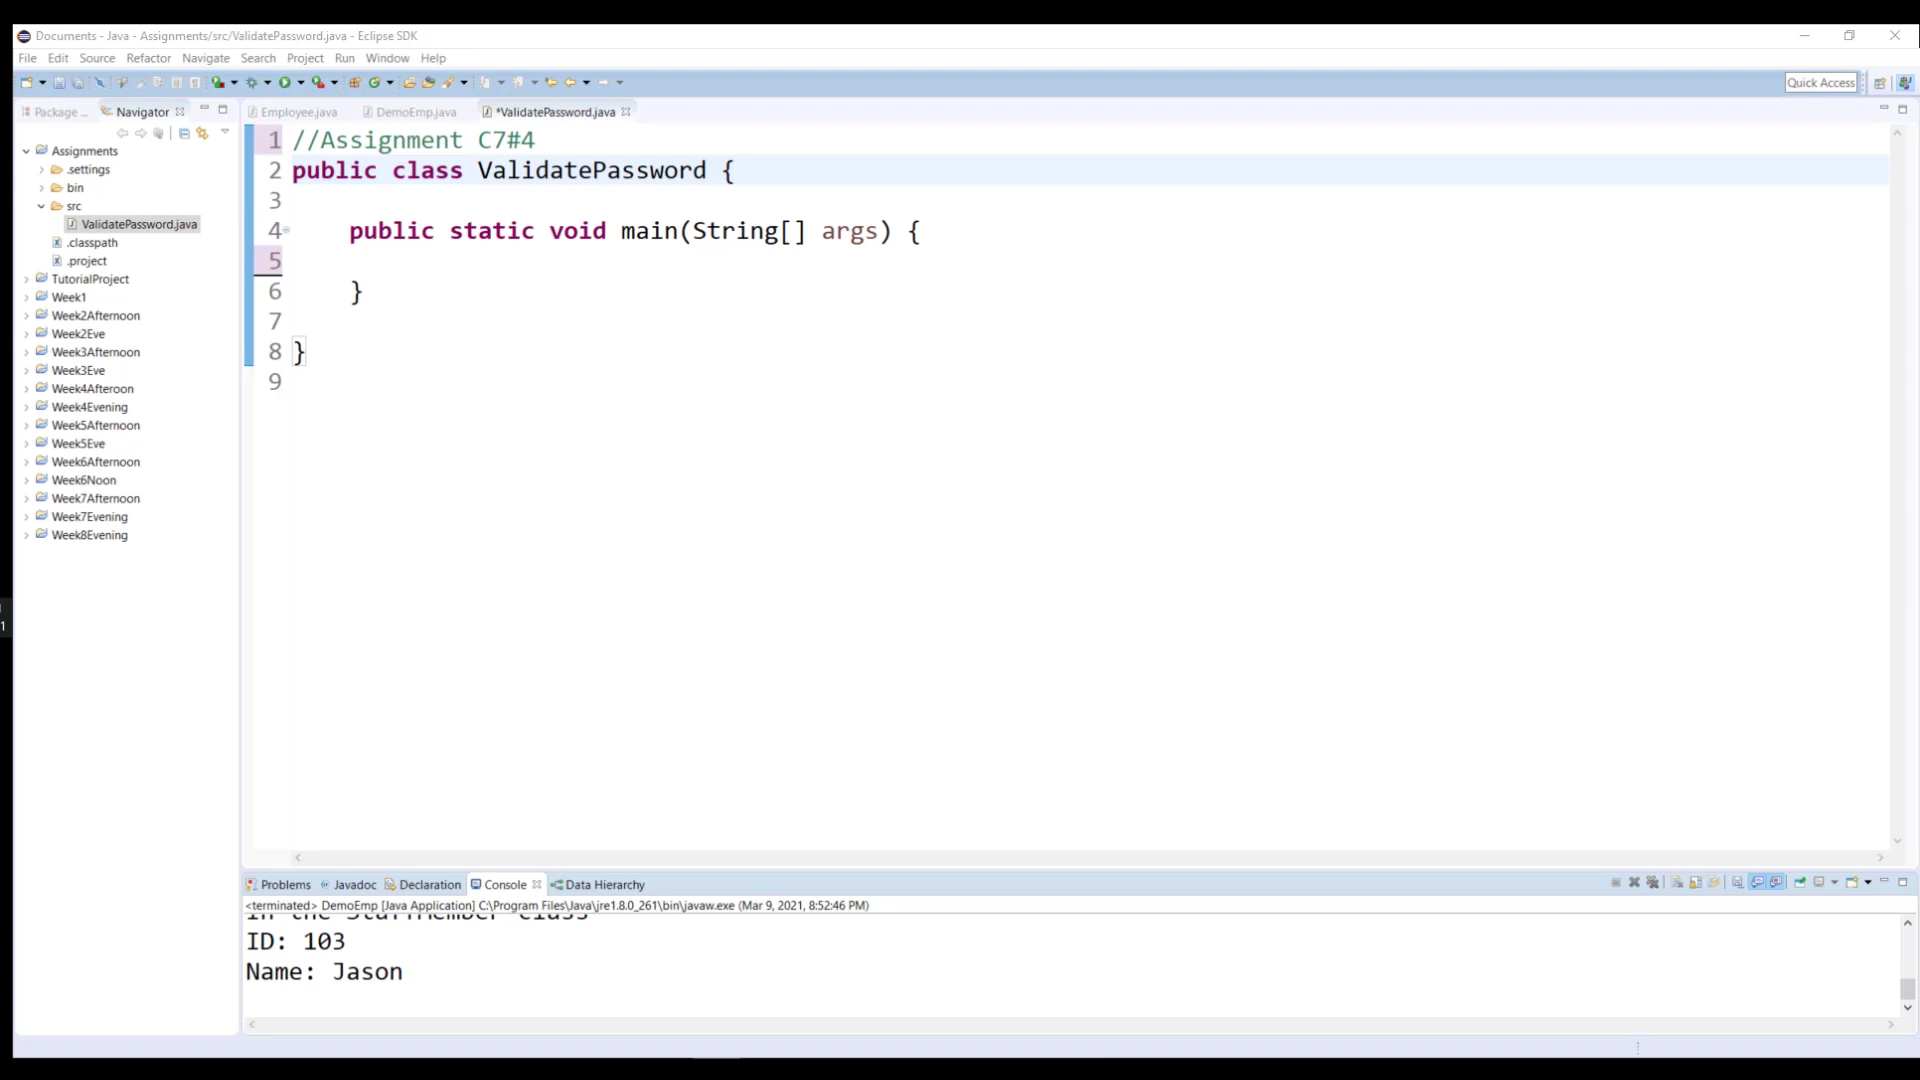 Documents - Java - Assignments/src/ValidatePassword.java - Eclipse SDK
File Edit Source Refactor Navigate Search Project Run Window Help
Quick Access
Package ... Navigator
Employee.java DemoEmp.java *ValidatePassword.java
Assignments
.settings
bin
src
ValidatePassword.java
.classpath
.project
TutorialProject
Week1
Week2Afternoon
Week2Eve
Week3Afternoon
Week3Eve
Week4Afteroon
Week4Evening
Week5Afternoon
Week5Eve
Week6Afternoon
Week6Noon
Week7Afternoon
Week7Evening
Week8Evening
1 //Assignment C7#4
2 public class ValidatePassword {
3
4 public static void main(String[] args) {
5
6 }
7
8 }
9
Problems Javadoc Declaration Console Data Hierarchy
<terminated> DemoEmp [Java Application] C:\Program Files\Java\jre1.8.0_261\bin\javaw.exe (Mar 9, 2021, 8:52:46 PM)
In the StaffMember class
ID: 103
Name: Jason
1